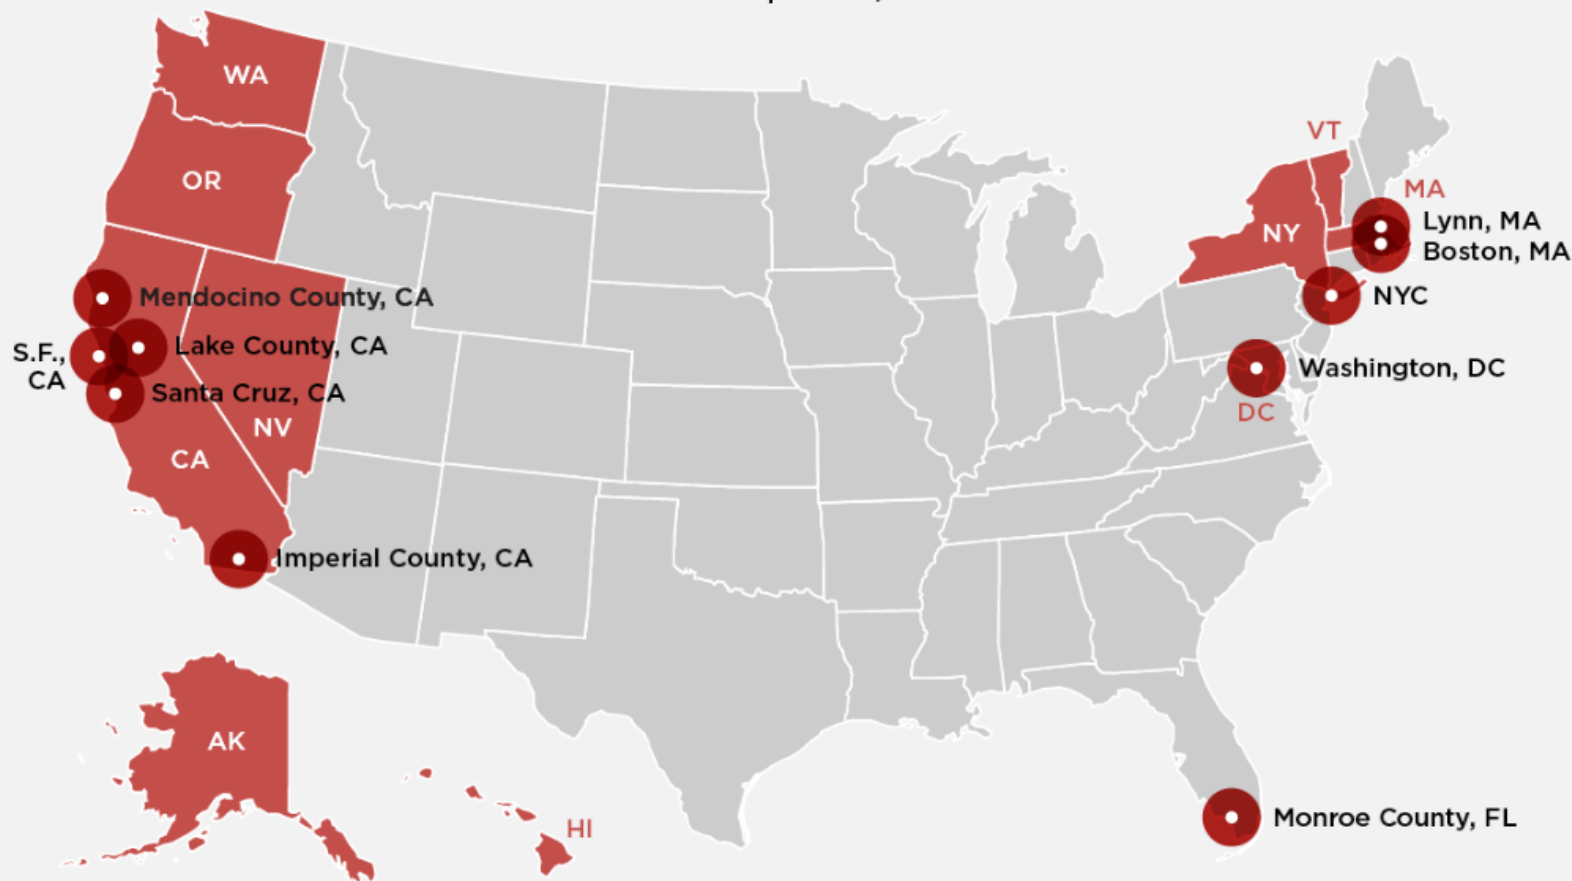 WA
OR
VT
MA
NY
Lynn, MA
Boston, MA
Mendocino County, CA
NYC
S.F.,
CA
Lake County, CA
Washington, DC
Santa Cruz, CA
DC
NV
CA
Imperial County, CA
AK
HI
Monroe County, FL